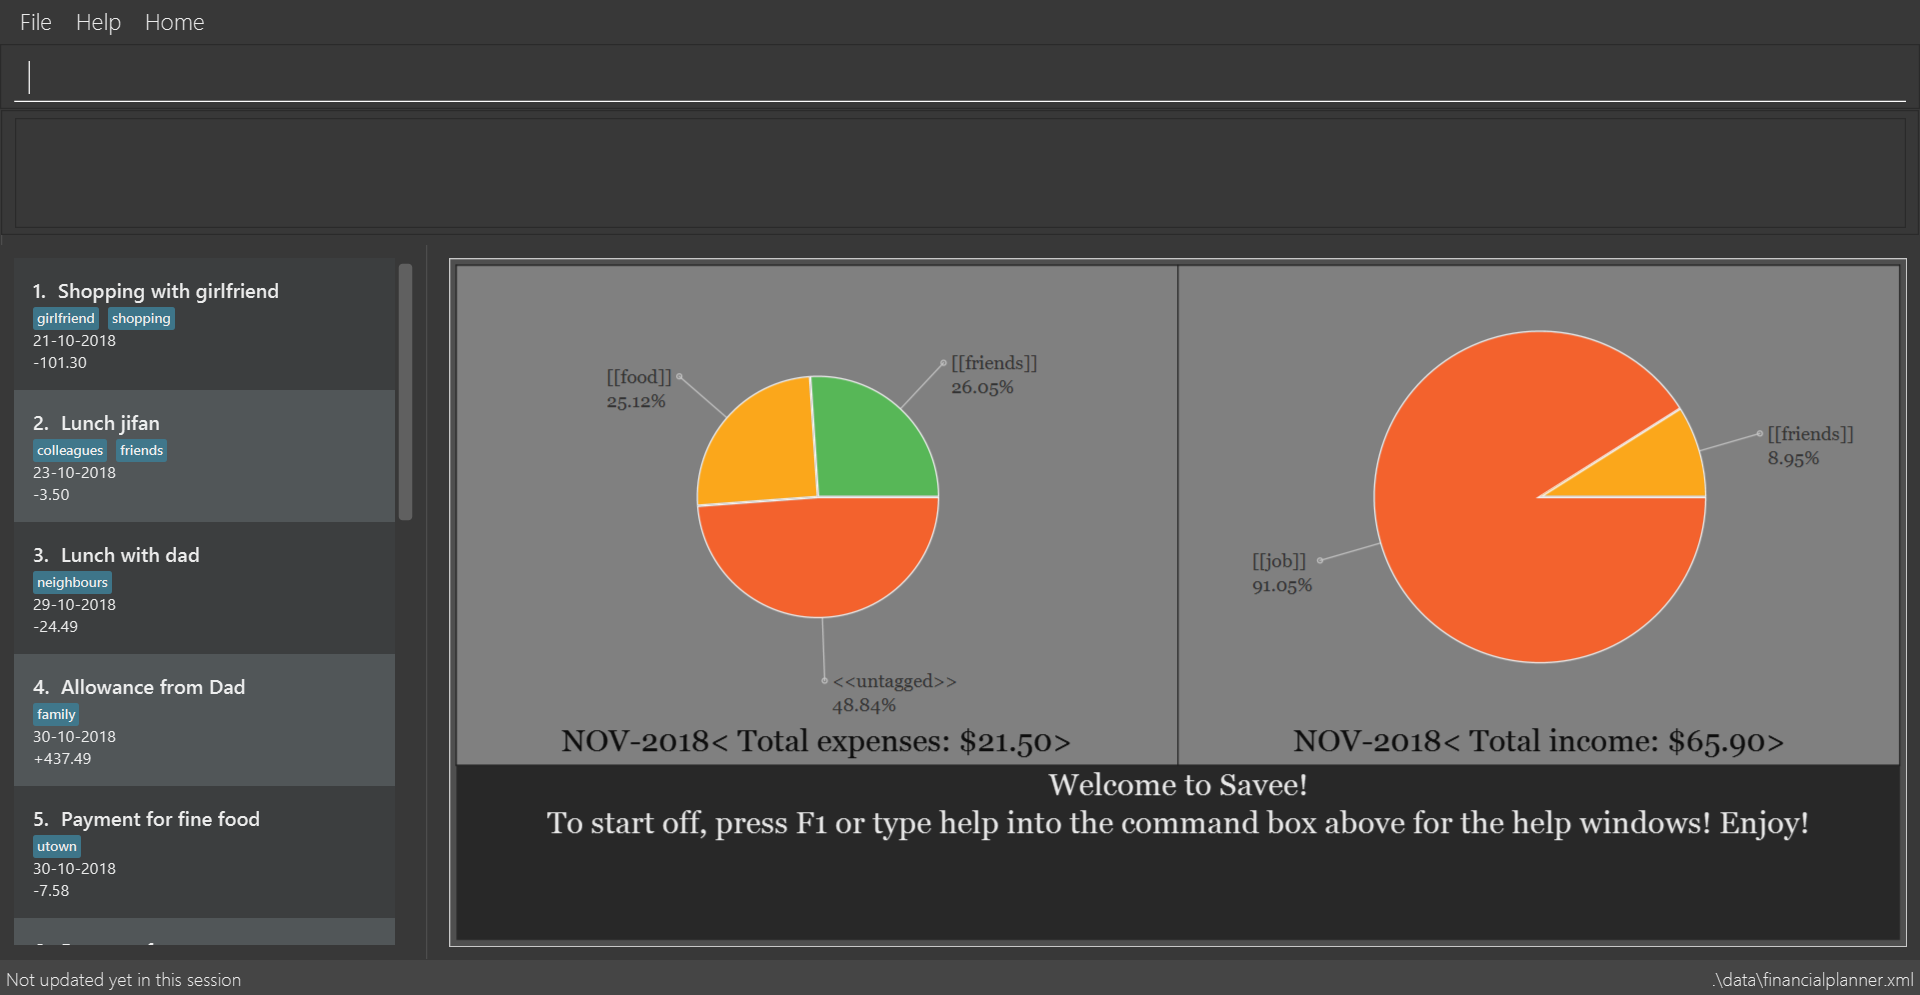 File Help Home
1. Shopping with girlfriend
girlfriend shopping
21-10-2018
-101.30
2. Lunch jifan
colleagues friends
23-10-2018
-3.50
3. Lunch with dad
neighbours
29-10-2018
-24.49
4. Allowance from Dad
family
30-10-2018
+437.49
5. Payment for fine food
utown
30-10-2018
-7.58
[[food]]
25.12%
[[friends]]
26.05%
<<untagged>>
48.84%
NOV-2018< Total expenses: $21.50>
[[friends]]
8.95%
[[job]]
91.05%
NOV-2018< Total income: $65.90>
Welcome to Savee!
To start off, press F1 or type help into the command box above for the help windows! Enjoy!
Not updated yet in this session
.\data\financialplanner.xml